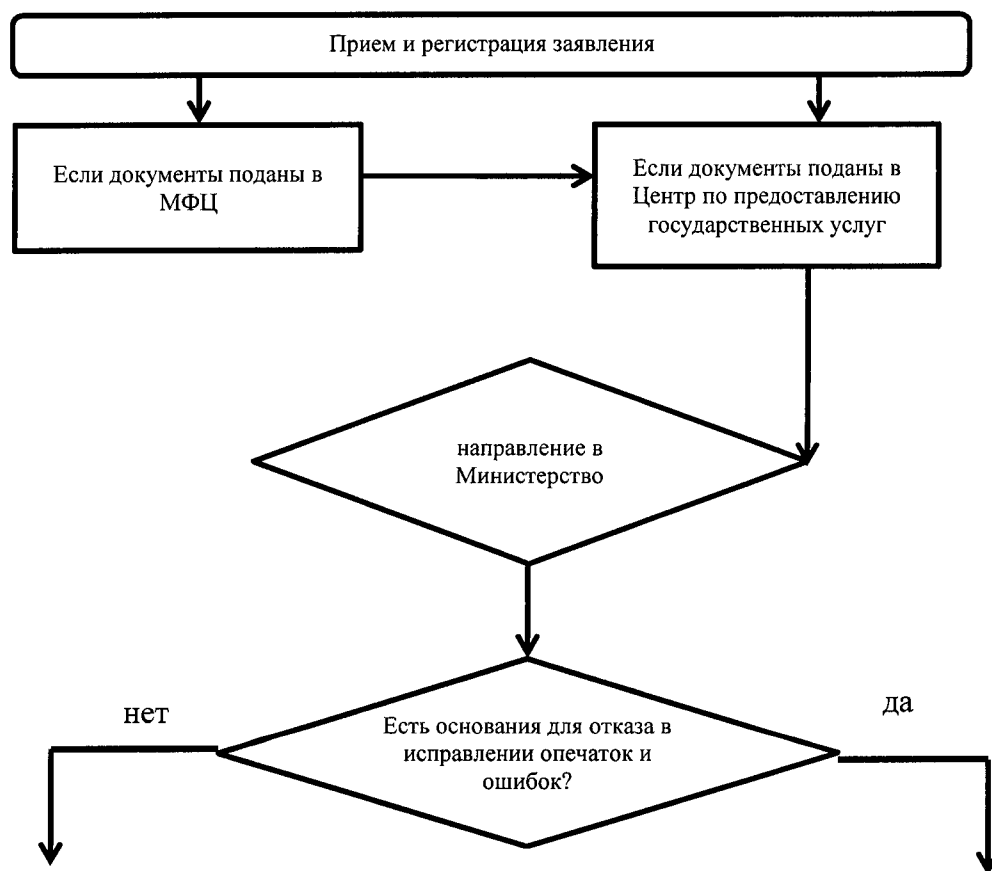 Прием и регистрация заявления
Если документы поданы в
МФЦ
Если документы поданы в
Центр по предоставлению
государственных услуг
направление в
Министерство
нет
да
Есть основания для отказа в
исправлении опечаток и
ошибок?